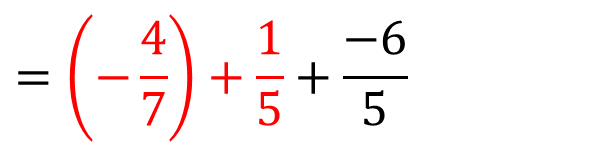 = (− 4/7) + 1/5 + −6/5